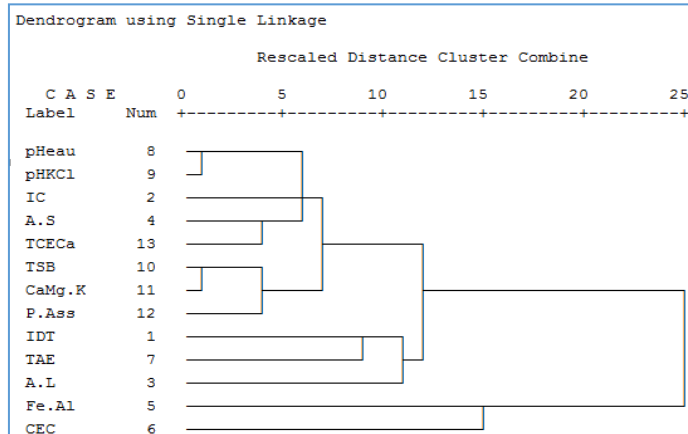 Dendrogram using Single Linkage
Rescaled Distance Cluster Combine
C A S E 0 5 10 15 20 25
Label Num +---------+---------+---------+---------+---------+
pHeau 8
pHKCl 9
IC 2
A.S 4
TCECa 13
TSB 10
CaMg.K 11
P.Ass 12
IDT 1
TAE 7
A.L 3
Fe.Al 5
CEC 6